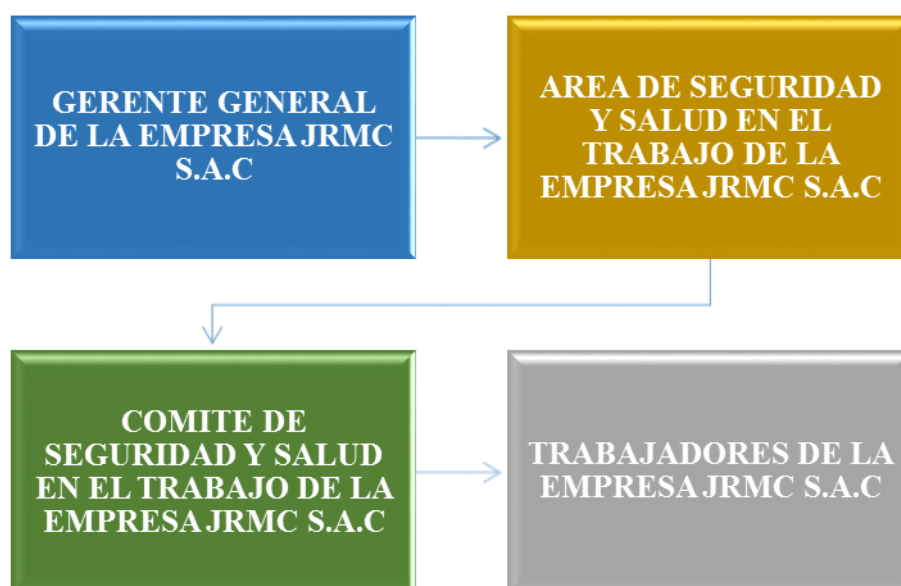 GERENTE GENERAL
DE LA EMPRESA JRMC
S.A.C
AREA DE SEGURIDAD
Y SALUD EN EL
TRABAJO DE LA
EMPRESA JRMC S.A.C
COMITE DE
SEGURIDAD Y SALUD
EN EL TRABAJO DE LA
EMPRESA JRMC S.A.C
TRABAJADORES DE LA
EMPRESA JRMC S.A.C